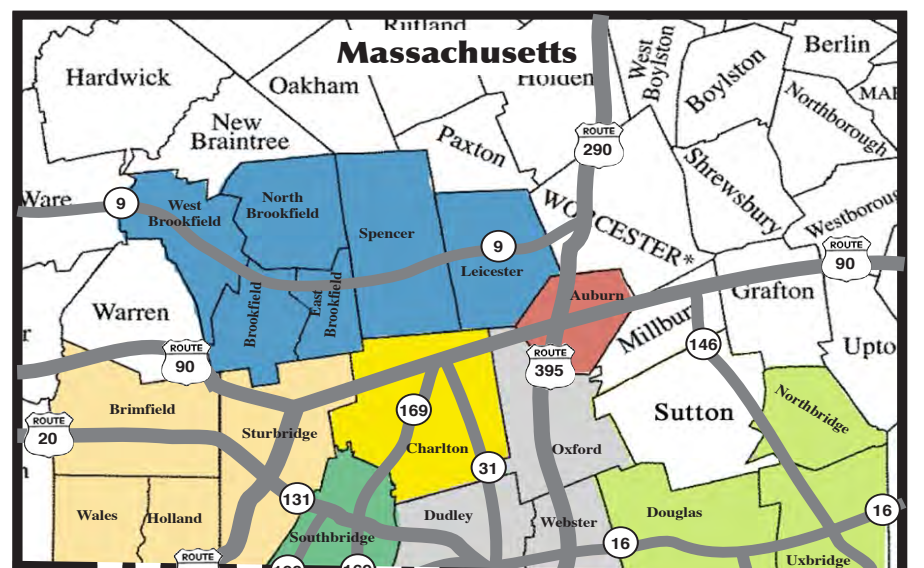 Rutland
Massachusetts
Berlin
West
Boylston
Hardwick
Oakham
Holden
Boylston
Northborough
New
Braintree
Paxton
ROUTE
290
Shrewsbury
Ware
9
West
Brookfield
North
Brookfield
WORCESTER*
Spencer
9
Leicester
ROUTE
90
Auburn
Grafton
Warren
Brookfield
East
Brookfield
146
Upto
ROUTE
90
ROUTE
395
Brimfield
169
Sutton
Northbridge
ROUTE
20
Sturbridge
Charlton
Oxford
31
131
Wales
Holland
Southbridge
Dudley
Webster
Douglas
16
16
Uxbridge
ROUTE